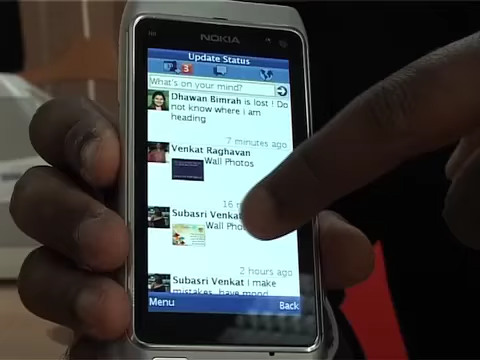 NOKIA
Update Status
3
What's on your mind?
Dhawan Bimrah is lost ! Do
not know where i am
heading
7 minutes ago
Venkat Raghavan
Wall Photos
16 m
Subasri Venkat
Wall Pho
2 hours ago
Subasri Venkat I make
mistakes, have mood
Menu
Back